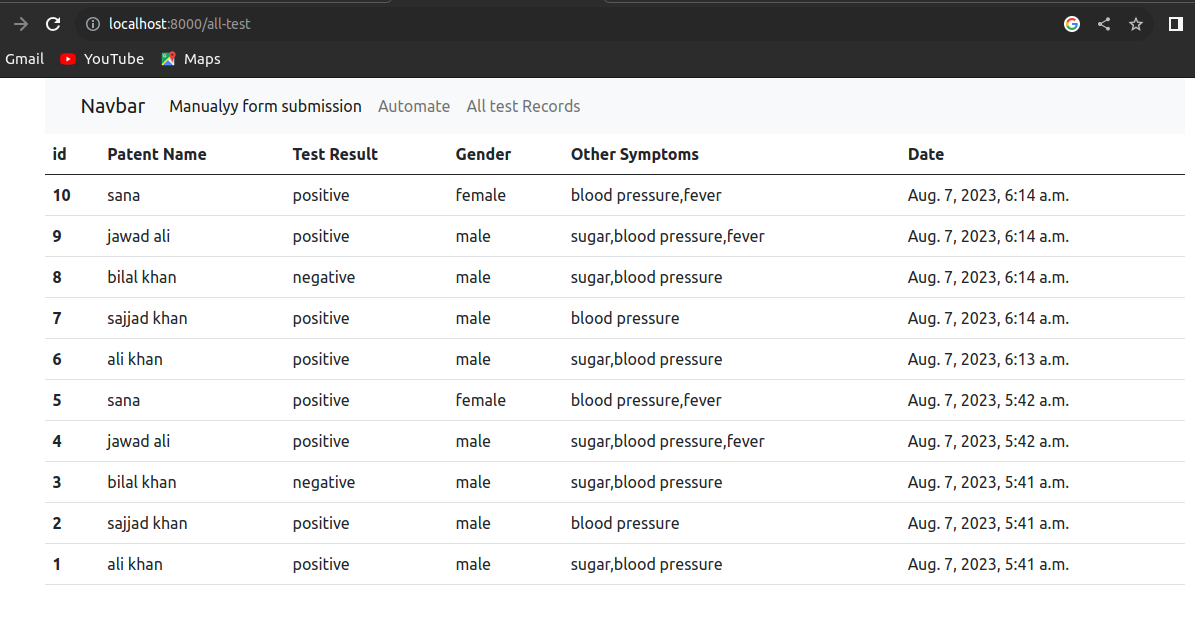 localhost:8000/all-test
Gmail YouTube Maps
Navbar Manualyy form submission Automate All test Records
id Patent Name Test Result Gender Other Symptoms Date
10 sana positive female blood pressure,fever Aug. 7, 2023, 6:14 a.m.
9 jawad ali positive male sugar,blood pressure,fever Aug. 7, 2023, 6:14 a.m.
8 bilal khan negative male sugar,blood pressure Aug. 7, 2023, 6:14 a.m.
7 sajjad khan positive male blood pressure Aug. 7, 2023, 6:14 a.m.
6 ali khan positive male sugar,blood pressure Aug. 7, 2023, 6:13 a.m.
5 sana positive female blood pressure,fever Aug. 7, 2023, 5:42 a.m.
4 jawad ali positive male sugar,blood pressure,fever Aug. 7, 2023, 5:42 a.m.
3 bilal khan negative male sugar,blood pressure Aug. 7, 2023, 5:41 a.m.
2 sajjad khan positive male blood pressure Aug. 7, 2023, 5:41 a.m.
1 ali khan positive male sugar,blood pressure Aug. 7, 2023, 5:41 a.m.